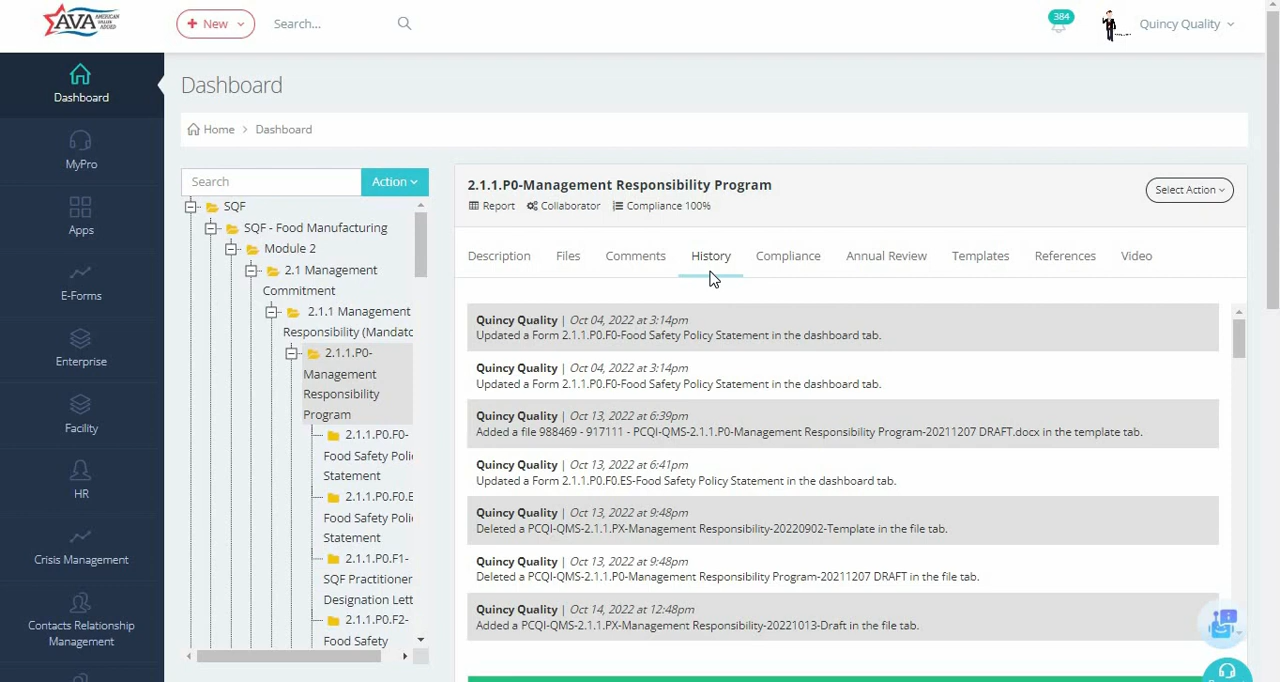 AVA AMERICAN
VALUE ADDED
+ New
Search...
384
Quincy Quality
Dashboard
MyPro
Apps
E-Forms
Enterprise
Facility
HR
Crisis Management
Contacts Relationship
Management
Dashboard
Home > Dashboard
Search
Action
SQF
SQF - Food Manufacturing
Module 2
2.1 Management
Commitment
2.1.1 Management
Responsibility (Mandato
2.1.1.P0-
Management
Responsibility
Program
2.1.1.P0.F0-
Food Safety Poli
Statement
2.1.1.P0.F0.E
Food Safety Poli
Statement
2.1.1.P0.F1-
SQF Practitioner
Designation Lett
2.1.1.P0.F2-
Food Safety
2.1.1.P0-Management Responsibility Program
Report Collaborator Compliance 100%
Select Action
Description Files Comments History Compliance Annual Review Templates References Video
Quincy Quality | Oct 04, 2022 at 3:14pm
Updated a Form 2.1.1.P0.F0-Food Safety Policy Statement in the dashboard tab.
Quincy Quality | Oct 04, 2022 at 3:14pm
Updated a Form 2.1.1.P0.F0-Food Safety Policy Statement in the dashboard tab.
Quincy Quality | Oct 13, 2022 at 6:39pm
Added a file 988469 - 917111 - PCQI-QMS-2.1.1.P0-Management Responsibility Program-20211207 DRAFT.docx in the template tab.
Quincy Quality | Oct 13, 2022 at 6:41pm
Updated a Form 2.1.1.P0.F0.ES-Food Safety Policy Statement in the dashboard tab.
Quincy Quality | Oct 13, 2022 at 9:48pm
Deleted a PCQI-QMS-2.1.1.PX-Management Responsibility-20220902-Template in the file tab.
Quincy Quality | Oct 13, 2022 at 9:48pm
Deleted a PCQI-QMS-2.1.1.P0-Management Responsibility Program-20211207 DRAFT in the file tab.
Quincy Quality | Oct 14, 2022 at 12:48pm
Added a PCQI-QMS-2.1.1.PX-Management Responsibility-20221013-Draft in the file tab.